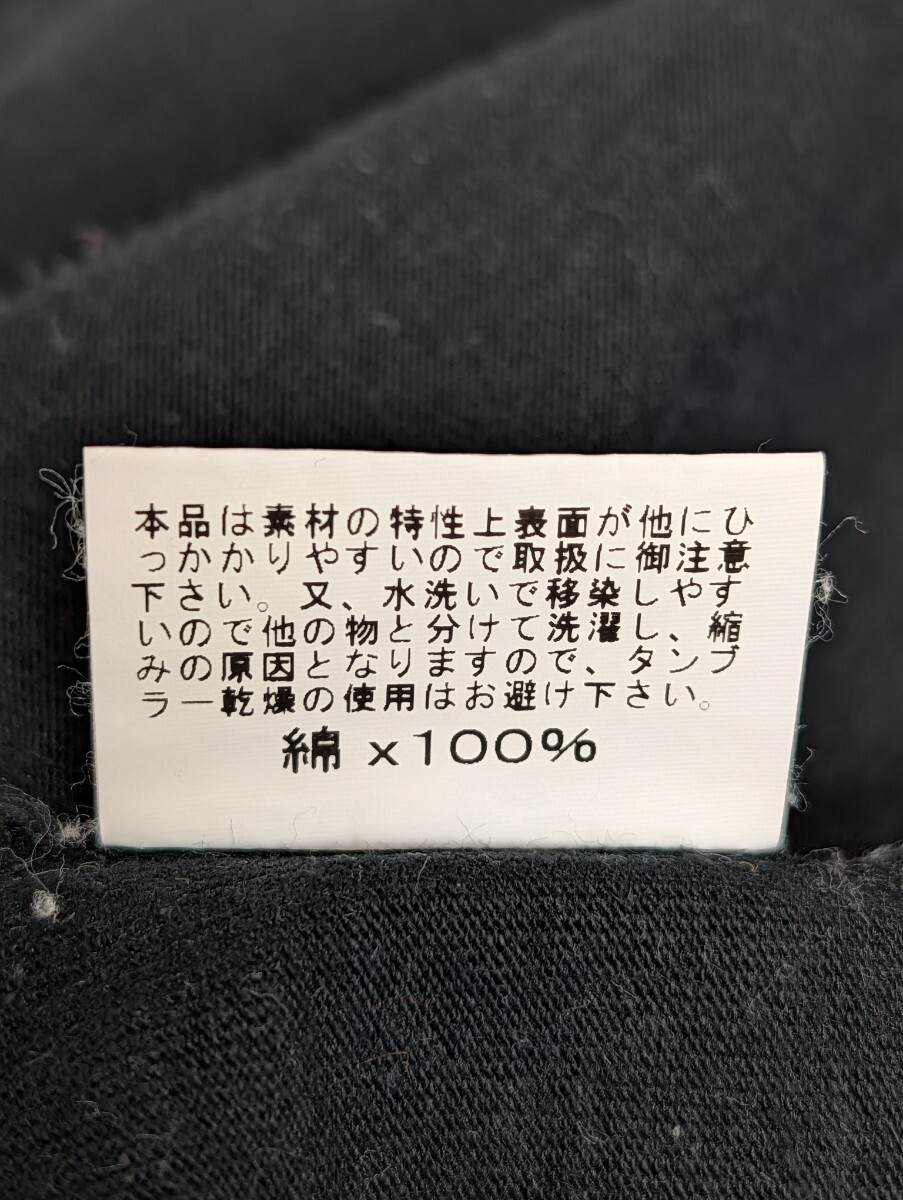 本品は素材の特性上表面が他にひ
っかかりやすいので取扱に御注意
下さい。又、水洗いで移染しやす
いので他の物と分けて洗濯し、縮
みの原因となりますので、タンブ
ラー乾燥の使用はお避け下さい。
綿 x100%